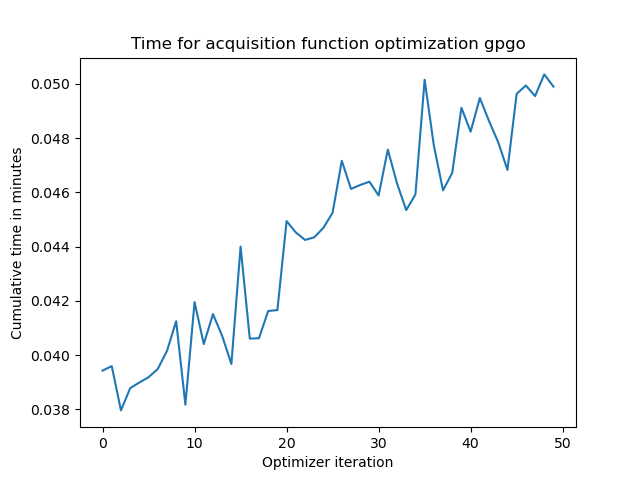 Time for acquisition function optimization gpgo
0.050
0.048
0.046
0.044
0.042
0.040
0.038
Cumulative time in minutes
0 10 20 30 40 50
Optimizer iteration